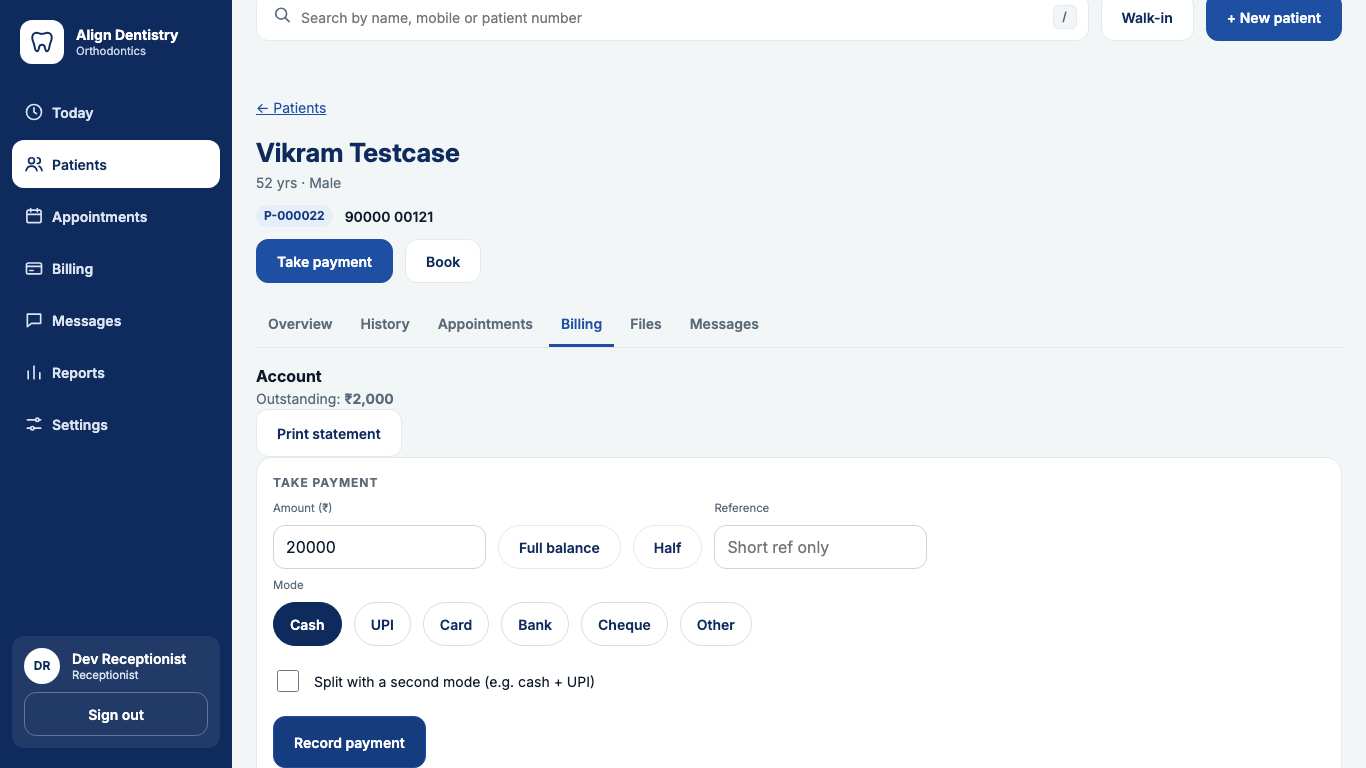 Align Dentistry
Orthodontics
Today
Patients
Appointments
Billing
Messages
Reports
Settings
DR
Dev Receptionist
Receptionist
Sign out
Search by name, mobile or patient number
/
Walk-in
+ New patient
← Patients
Vikram Testcase
52 yrs · Male
P-000022 90000 00121
Take payment Book
Overview History Appointments Billing Files Messages
Account
Outstanding: ₹2,000
Print statement
TAKE PAYMENT
Amount (₹) Reference
20000 Full balance Half Short ref only
Mode
Cash UPI Card Bank Cheque Other
Split with a second mode (e.g. cash + UPI)
Record payment